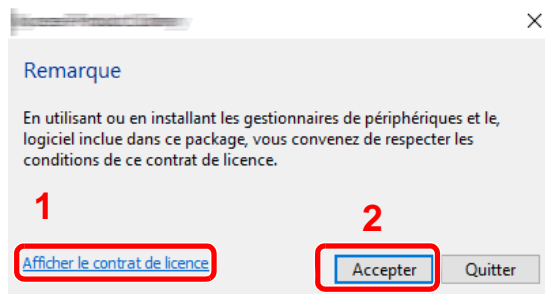 Remarque
En utilisant ou en installant les gestionnaires de périphériques et le,
logiciel inclue dans ce package, vous convenez de respecter les
conditions de ce contrat de licence.
1
2
Afficher le contrat de licence
Accepter
Quitter